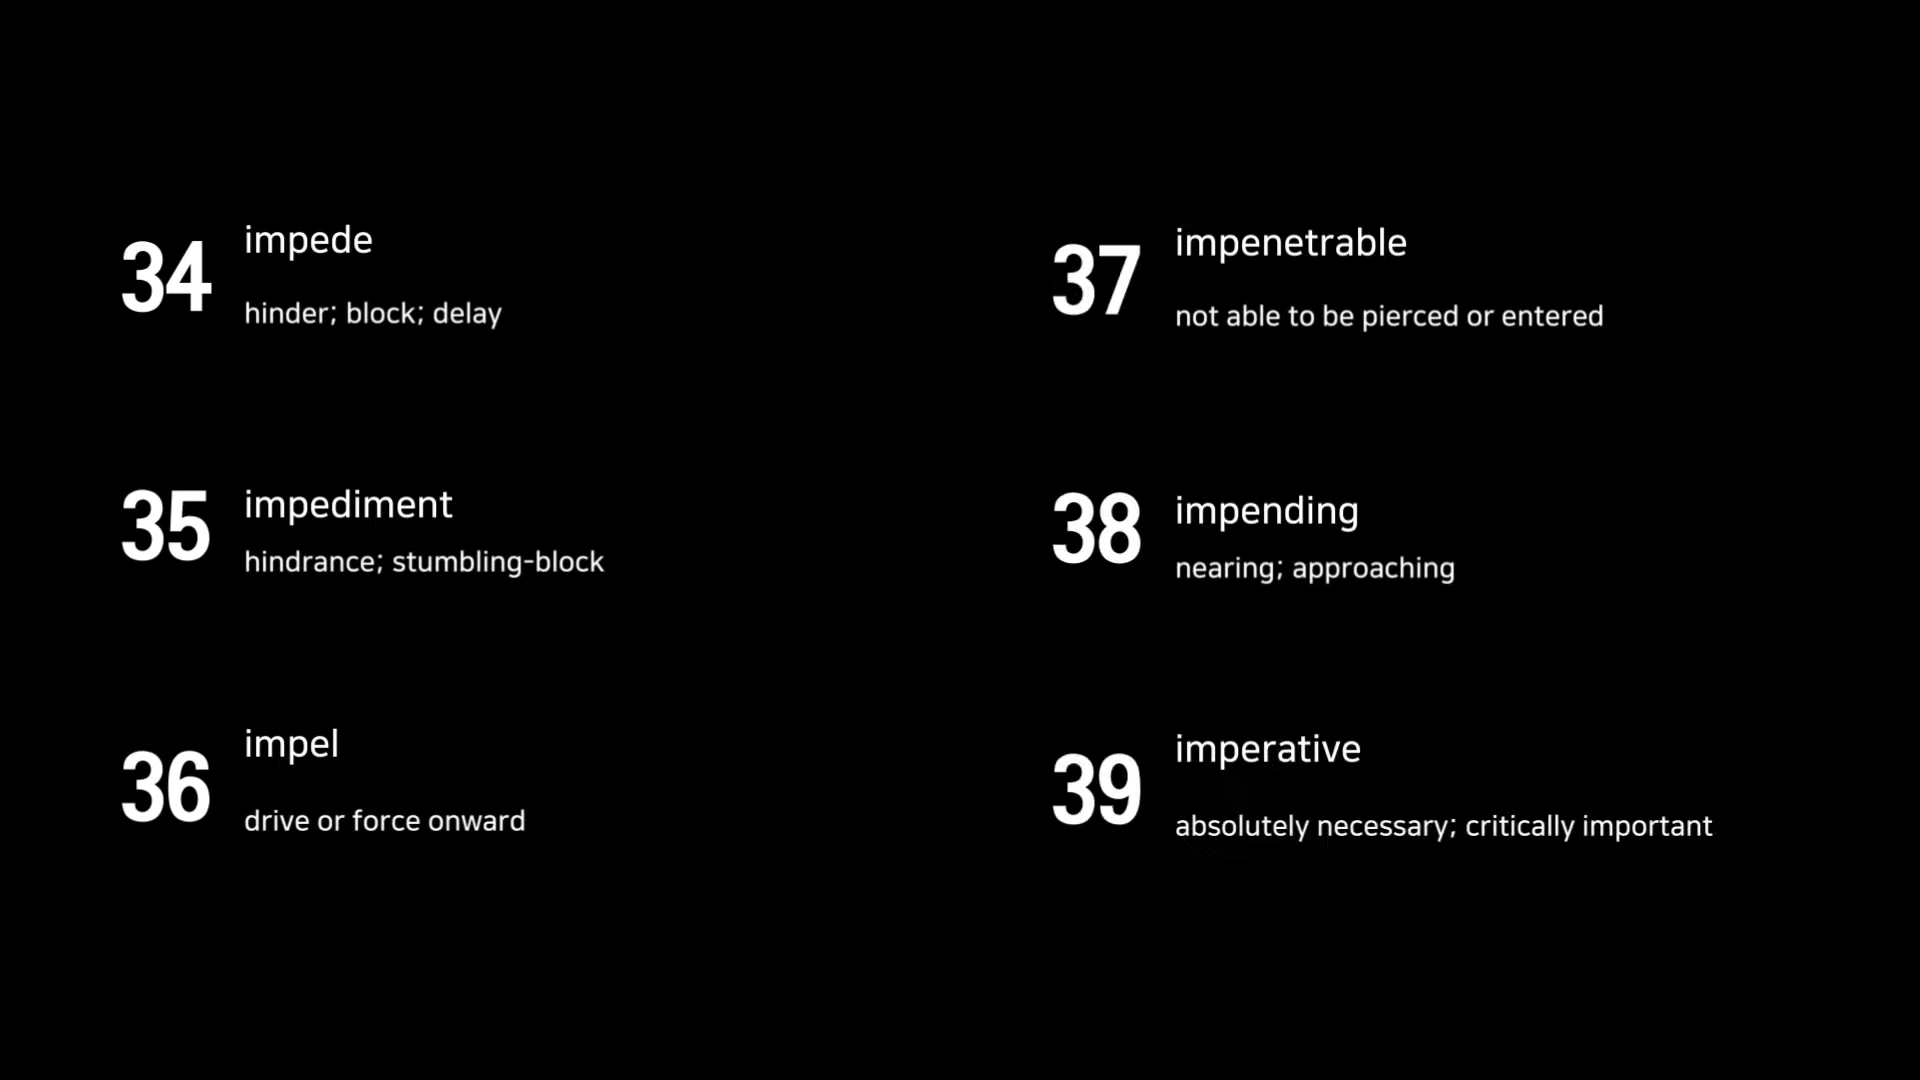 34
impede
hinder; block; delay
35
impediment
hindrance; stumbling-block
36
impel
drive or force onward
37
impenetrable
not able to be pierced or entered
38
impending
nearing; approaching
39
imperative
absolutely necessary; critically important